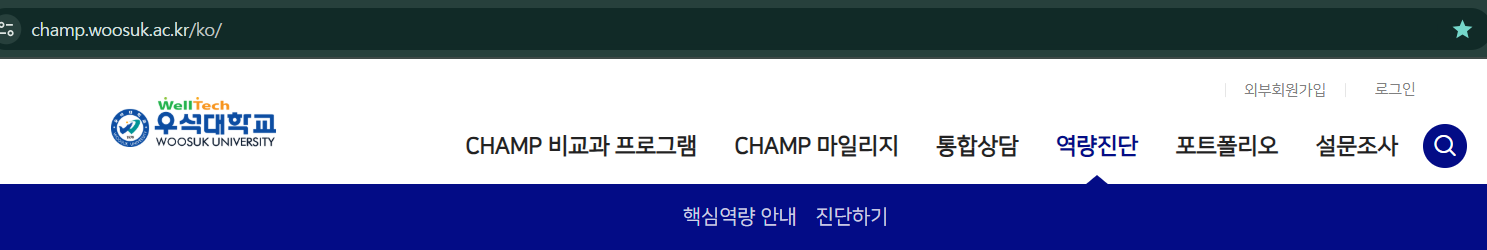 champ.woosuk.ac.kr/ko/
외부회원가입 로그인
WellTech
우석대학교
WOOSUK UNIVERSITY
CHAMP 비교과 프로그램 CHAMP 마일리지 통합상담 역량진단 포트폴리오 설문조사
핵심역량 안내 진단하기